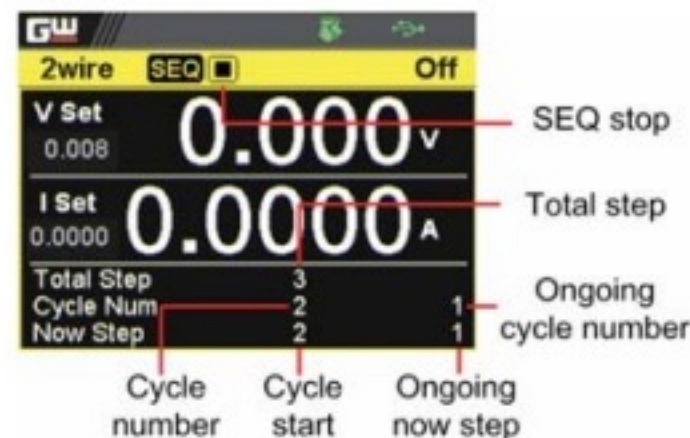 GW
2wire SEQ Off
V Set
0.008
0.000 V
SEQ stop
I Set
0.0000
0.0000 A
Total step
Total Step 3
Cycle Num 2 1
Now Step 2 1
Ongoing
cycle number
Cycle
number
Cycle
start
Ongoing
now step